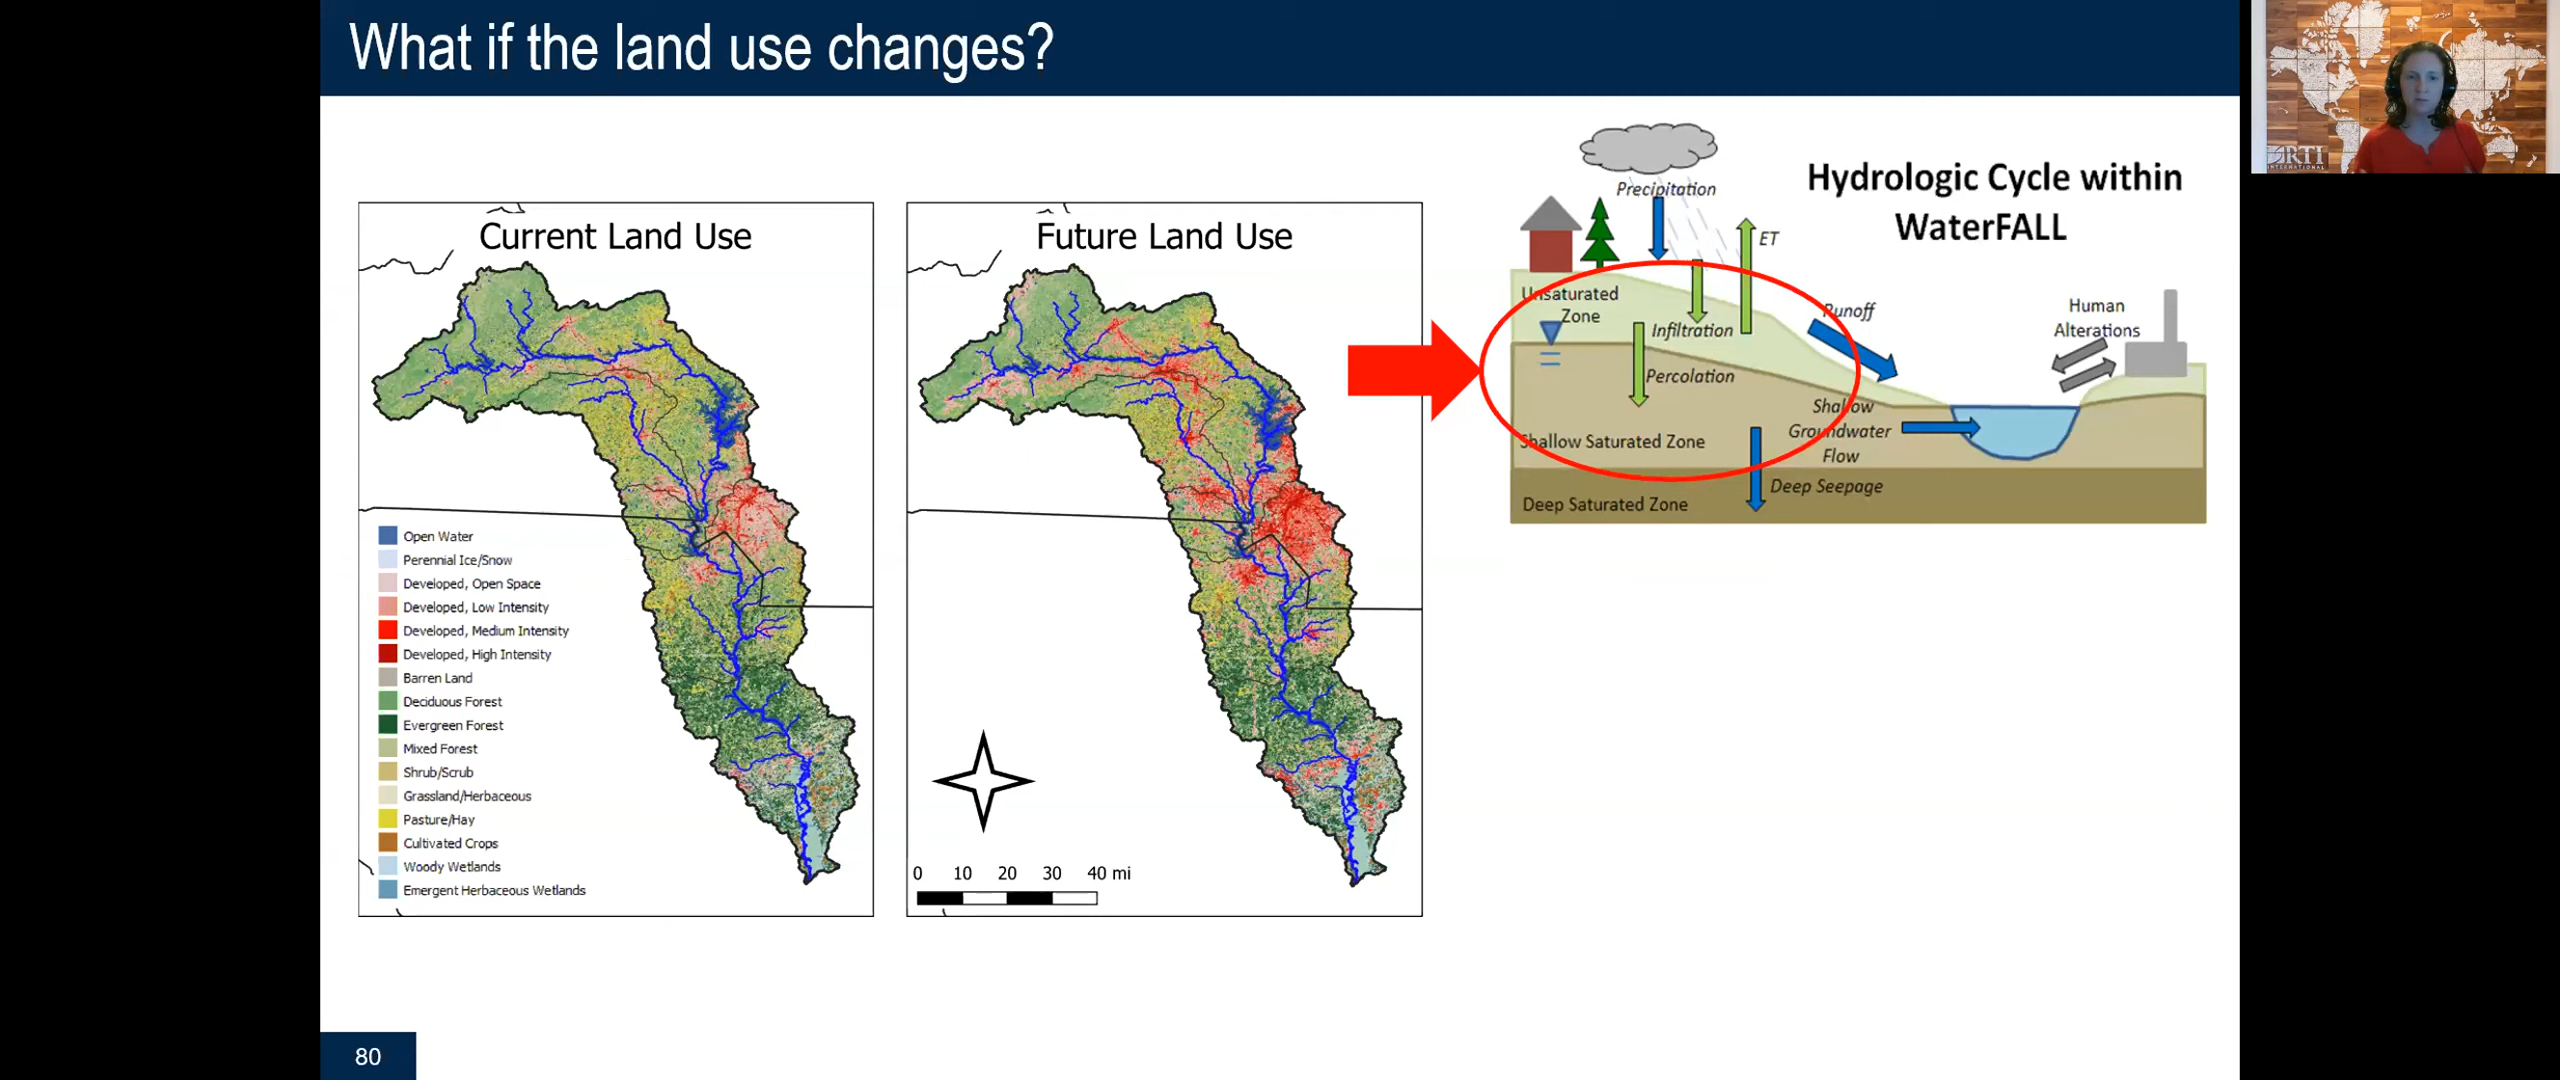 What if the land use changes?
Current Land Use
Open Water
Perennial Ice/Snow
Developed, Open Space
Developed, Low Intensity
Developed, Medium Intensity
Developed, High Intensity
Barren Land
Deciduous Forest
Evergreen Forest
Mixed Forest
Shrub/Scrub
Grassland/Herbaceous
Pasture/Hay
Cultivated Crops
Woody Wetlands
Emergent Herbaceous Wetlands
Future Land Use
0 10 20 30 40 mi
Hydrologic Cycle within
WaterFALL
Precipitation
ET
Unsaturated
Zone
Infiltration
Runoff
Human
Alterations
Percolation
Shallow
Groundwater
Flow
Shallow Saturated Zone
Deep Seepage
Deep Saturated Zone
80
RTI
INTERNATIONAL